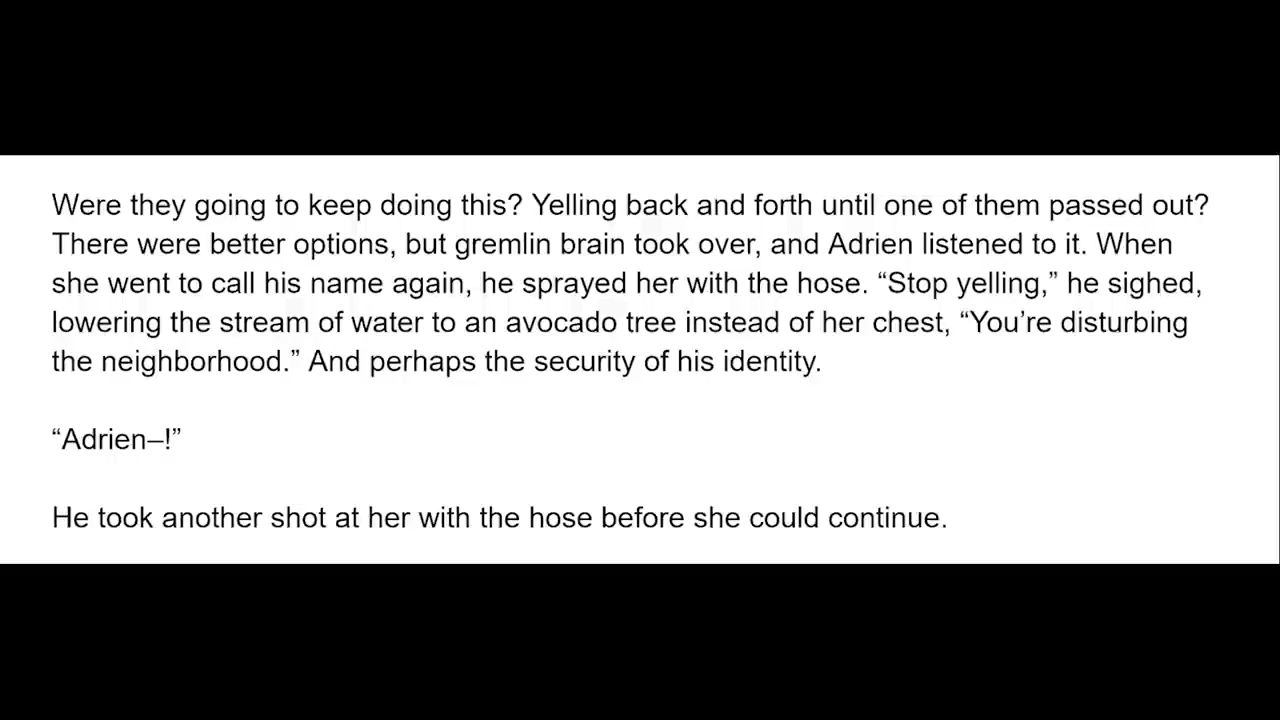 Were they going to keep doing this? Yelling back and forth until one of them passed out?
There were better options, but gremlin brain took over, and Adrien listened to it. When
she went to call his name again, he sprayed her with the hose. “Stop yelling,” he sighed,
lowering the stream of water to an avocado tree instead of her chest, “You’re disturbing
the neighborhood.” And perhaps the security of his identity.
“Adrien–!”
He took another shot at her with the hose before she could continue.